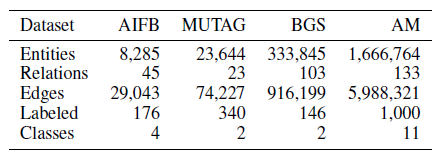 Dataset AIFB MUTAG BGS AM
Entities 8,285 23,644 333,845 1,666,764
Relations 45 23 103 133
Edges 29,043 74,227 916,199 5,988,321
Labeled 176 340 146 1,000
Classes 4 2 2 11